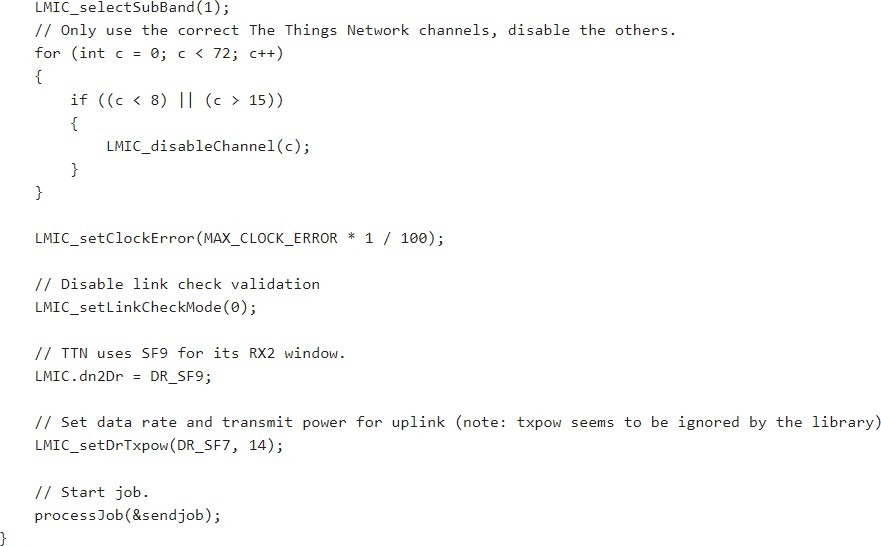 LMIC_selectSubBand(1);
// Only use the correct The Things Network channels, disable the others.
for (int c = 0; c < 72; c++)
{
if ((c < 8) || (c > 15))
{
LMIC_disableChannel(c);
}
}
LMIC_setClockError(MAX_CLOCK_ERROR * 1 / 100);
// Disable link check validation
LMIC_setLinkCheckMode(0);
// TTN uses SF9 for its RX2 window.
LMIC.dn2Dr = DR_SF9;
// Set data rate and transmit power for uplink (note: txpow seems to be ignored by the library)
LMIC_setDrTxpow(DR_SF7, 14);
// Start job.
processJob(&sendjob);
}